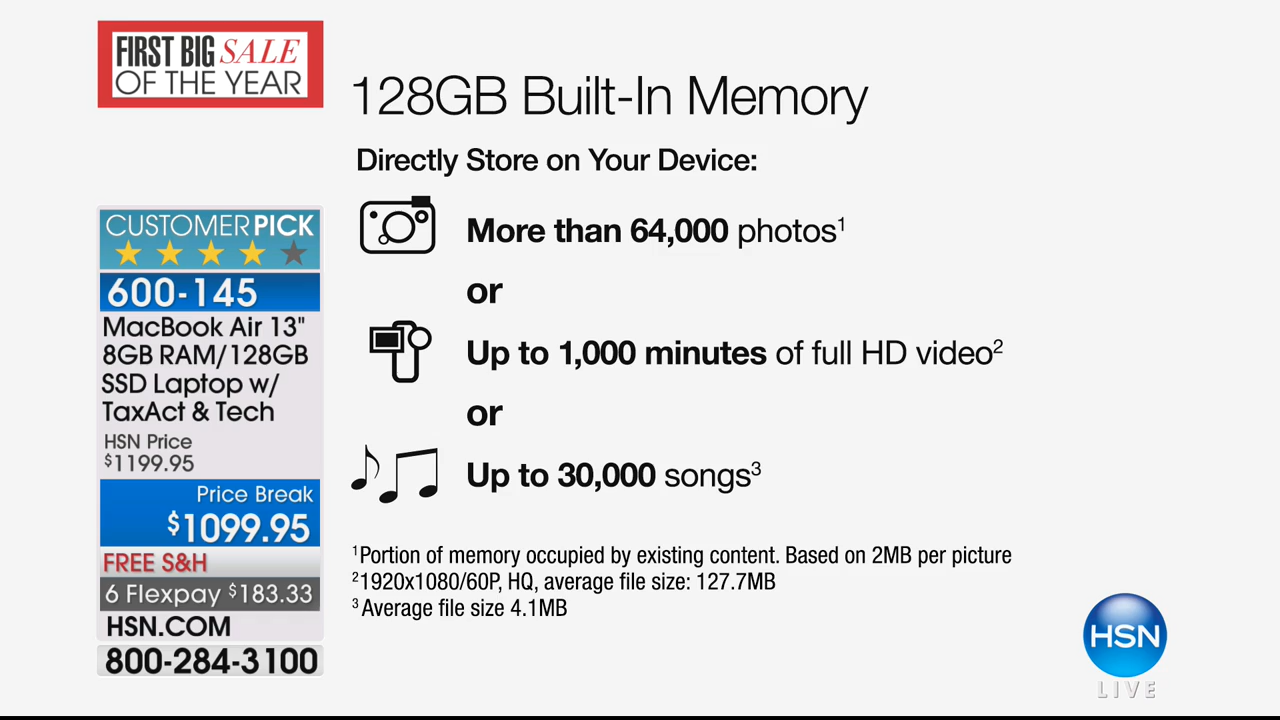 FIRST BIG SALE
OF THE YEAR
128GB Built-In Memory
Directly Store on Your Device:
More than 64,000 photos¹
or
Up to 1,000 minutes of full HD video²
or
Up to 30,000 songs³
¹Portion of memory occupied by existing content. Based on 2MB per picture
²1920x1080/60P, HQ, average file size: 127.7MB
³Average file size 4.1MB
CUSTOMER PICK
600-145
MacBook Air 13"
8GB RAM/128GB
SSD Laptop w/
TaxAct & Tech
HSN Price
$1199.95
Price Break
$1099.95
FREE S&H
6 Flexpay $183.33
HSN.COM
800-284-3100
HSN
LIVE